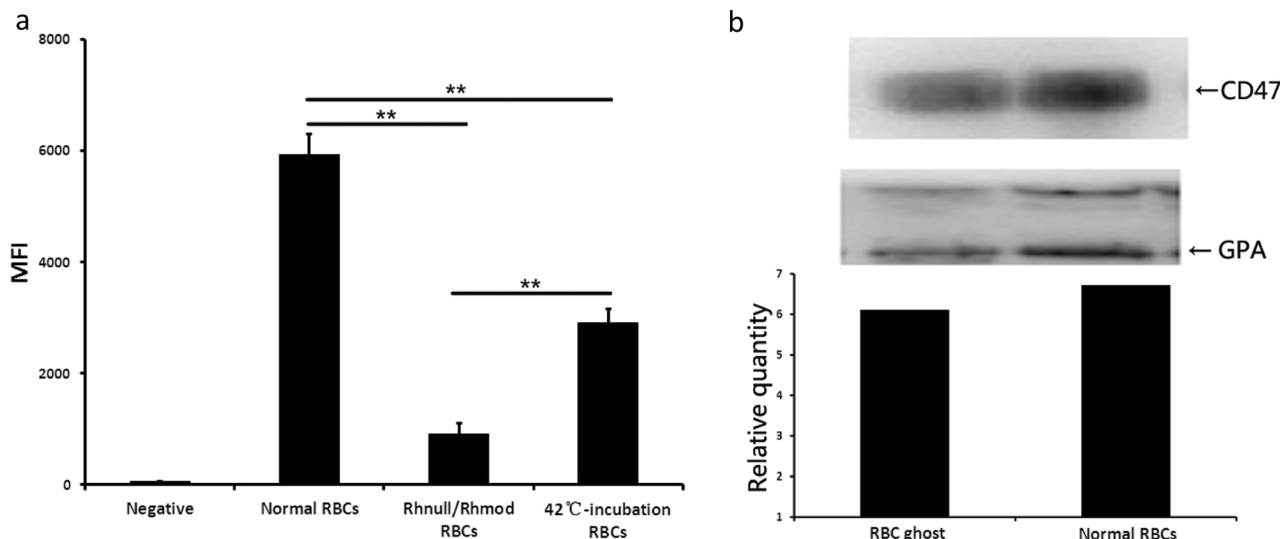 a
8000
6000
4000
2000
0
MFI
**
**
**
Negative
Normal RBCs
Rhnull/Rhmod
RBCs
42℃-incubation
RBCs
b
←CD47
← GPA
7
6
5
4
3
2
1
Relative quantity
RBC ghost
Normal RBCs